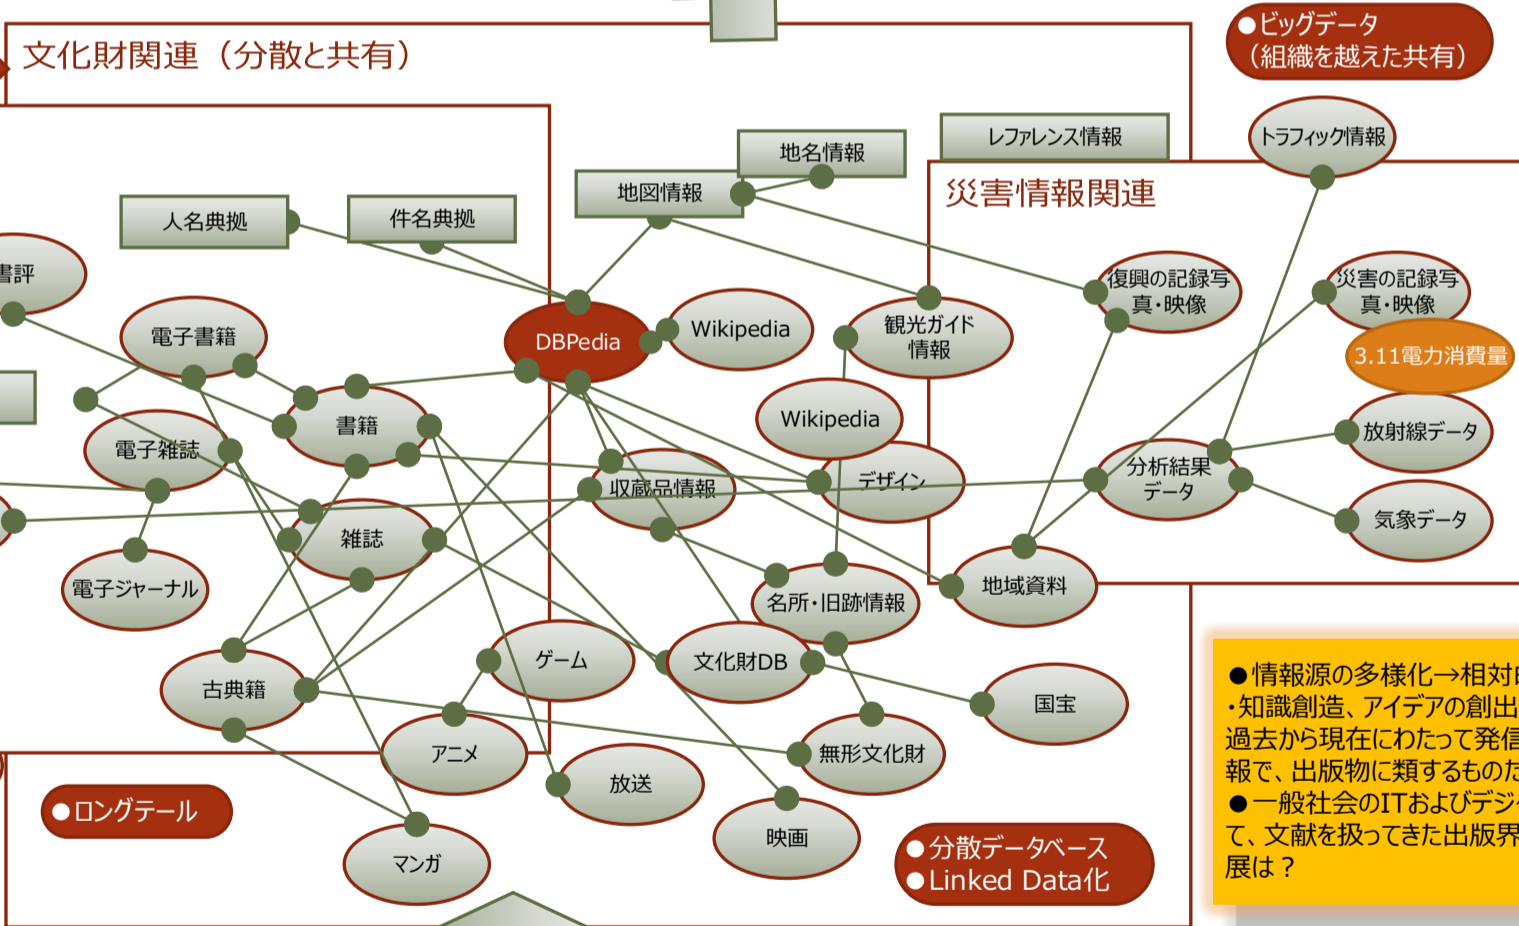 ●ビッグデータ
（組織を越えた共有）
文化財関連（分散と共有）
レファレンス情報
トラフィック情報
地名情報
地図情報
災害情報関連
人名典拠
件名典拠
書評
復興の記録写
真・映像
災害の記録写
真・映像
電子書籍
DBPedia
Wikipedia
観光ガイド
情報
3.11電力消費量
書籍
Wikipedia
放射線データ
電子雑誌
収蔵品情報
デザイン
分析結果
データ
気象データ
雑誌
電子ジャーナル
名所・旧跡情報
地域資料
古典籍
ゲーム
文化財DB
国宝
アニメ
放送
無形文化財
●ロングテール
マンガ
映画
●分散データベース
●Linked Data化
●情報源の多様化→相対
・知識創造、アイデアの創出
過去から現在にわたって発信
報で、出版物に類するものた
●一般社会のITおよびデジ
て、文献を扱ってきた出版界
展は？